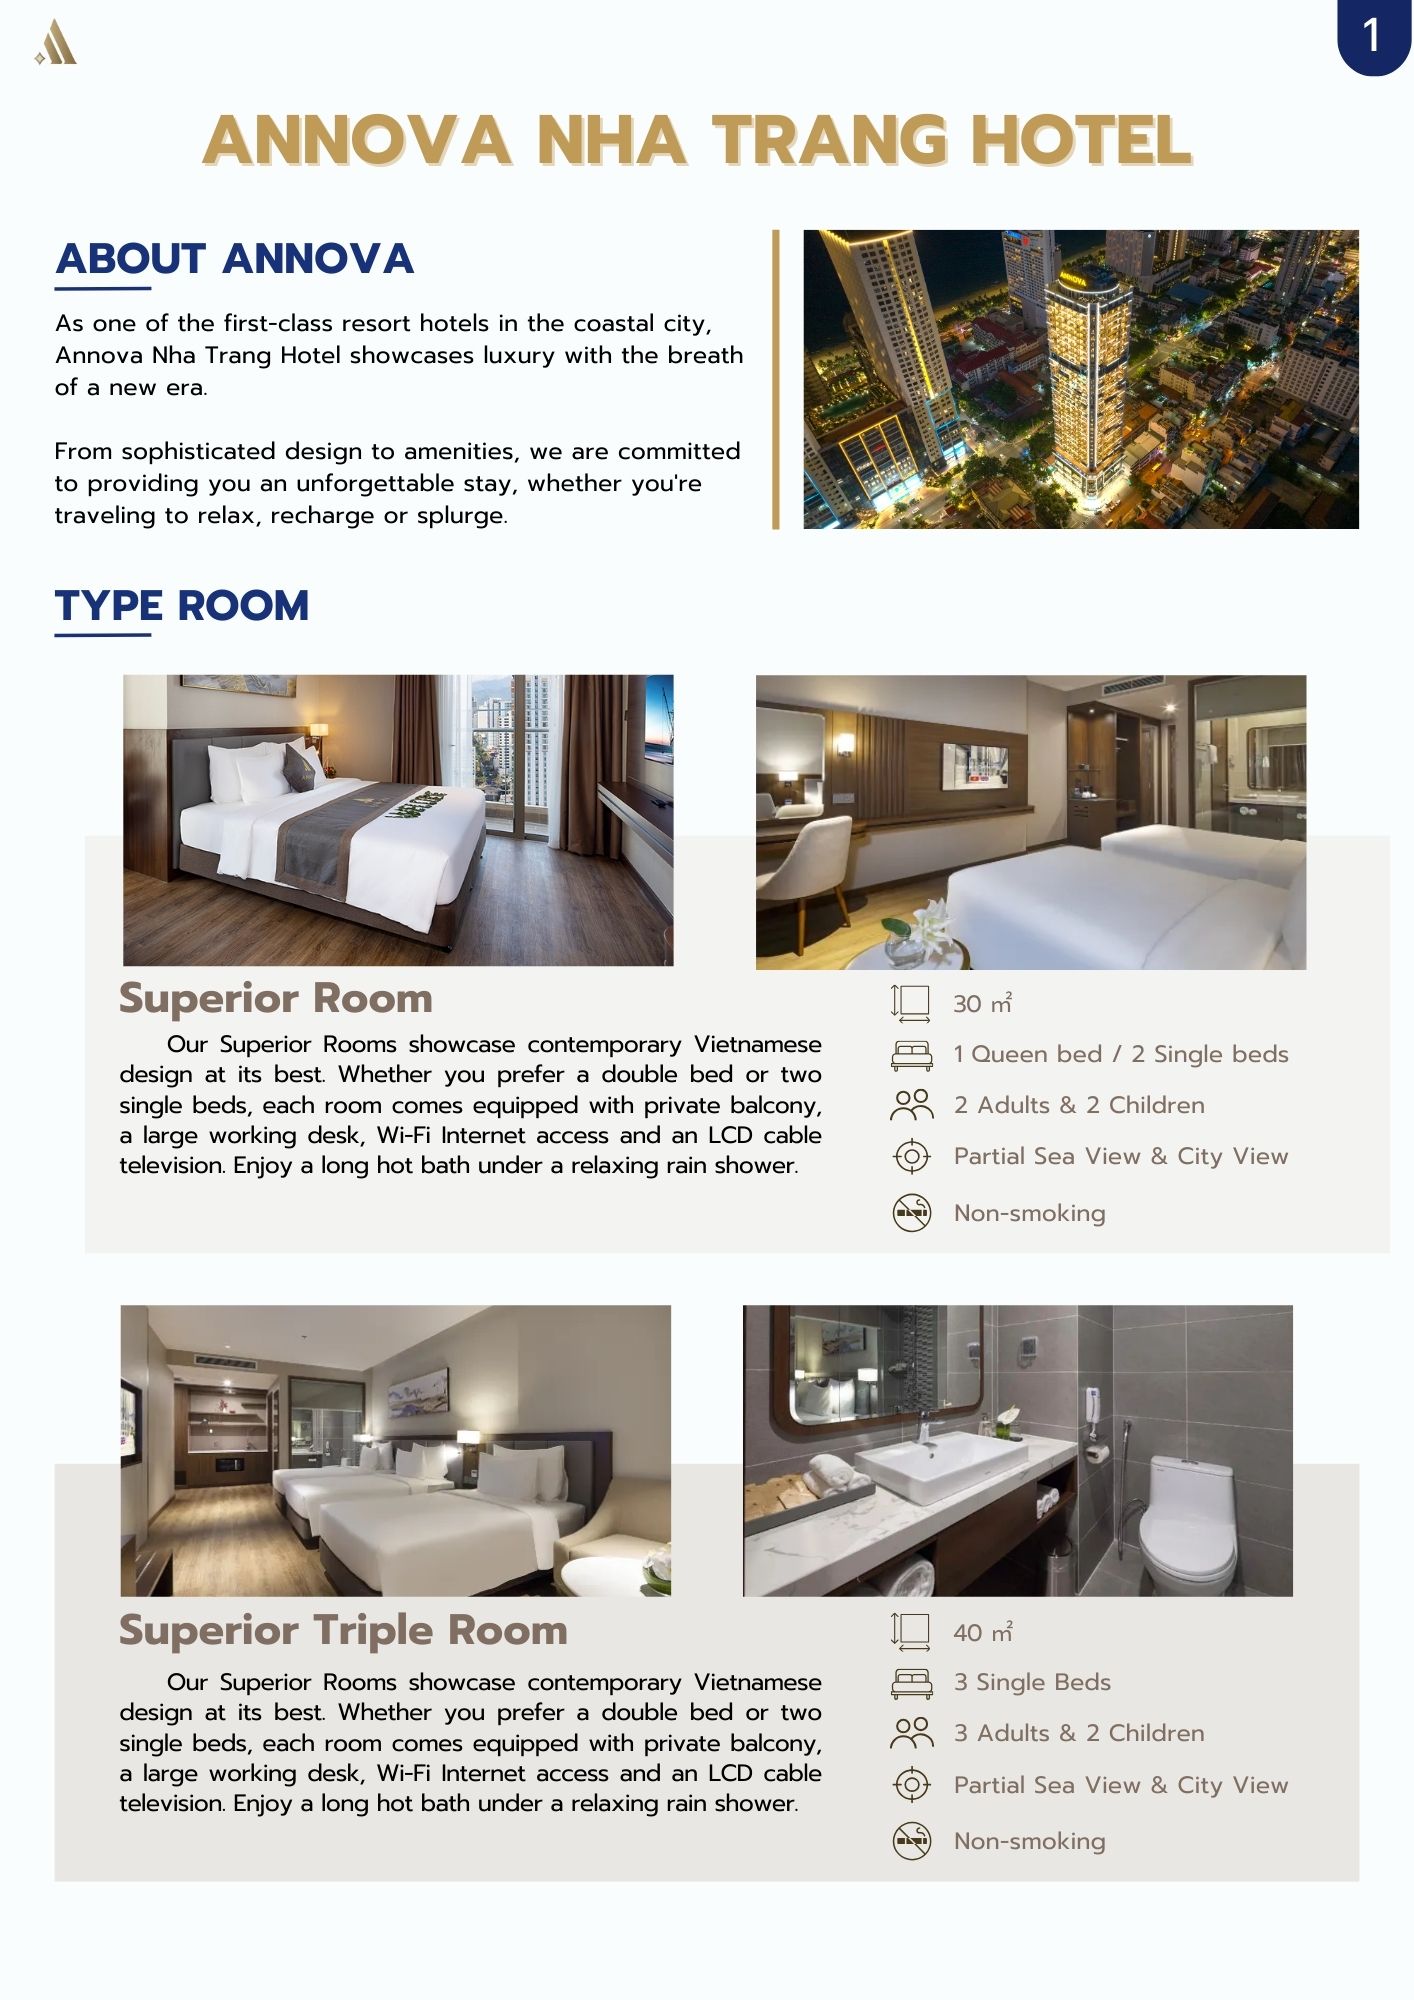 1
ANNOVA NHA TRANG HOTEL
ABOUT ANNOVA
As one of the first-class resort hotels in the coastal city,
Annova Nha Trang Hotel showcases luxury with the breath
of a new era.
From sophisticated design to amenities, we are committed
to providing you an unforgettable stay, whether you're
traveling to relax, recharge or splurge.
ANNOVA
TYPE ROOM
Superior Room
Our Superior Rooms showcase contemporary Vietnamese
design at its best. Whether you prefer a double bed or two
single beds, each room comes equipped with private balcony,
a large working desk, Wi-Fi Internet access and an LCD cable
television. Enjoy a long hot bath under a relaxing rain shower.
30 ㎡
1 Queen bed / 2 Single beds
2 Adults & 2 Children
Partial Sea View & City View
Non-smoking
Superior Triple Room
Our Superior Rooms showcase contemporary Vietnamese
design at its best. Whether you prefer a double bed or two
single beds, each room comes equipped with private balcony,
a large working desk, Wi-Fi Internet access and an LCD cable
television. Enjoy a long hot bath under a relaxing rain shower.
40 ㎡
3 Single Beds
3 Adults & 2 Children
Partial Sea View & City View
Non-smoking